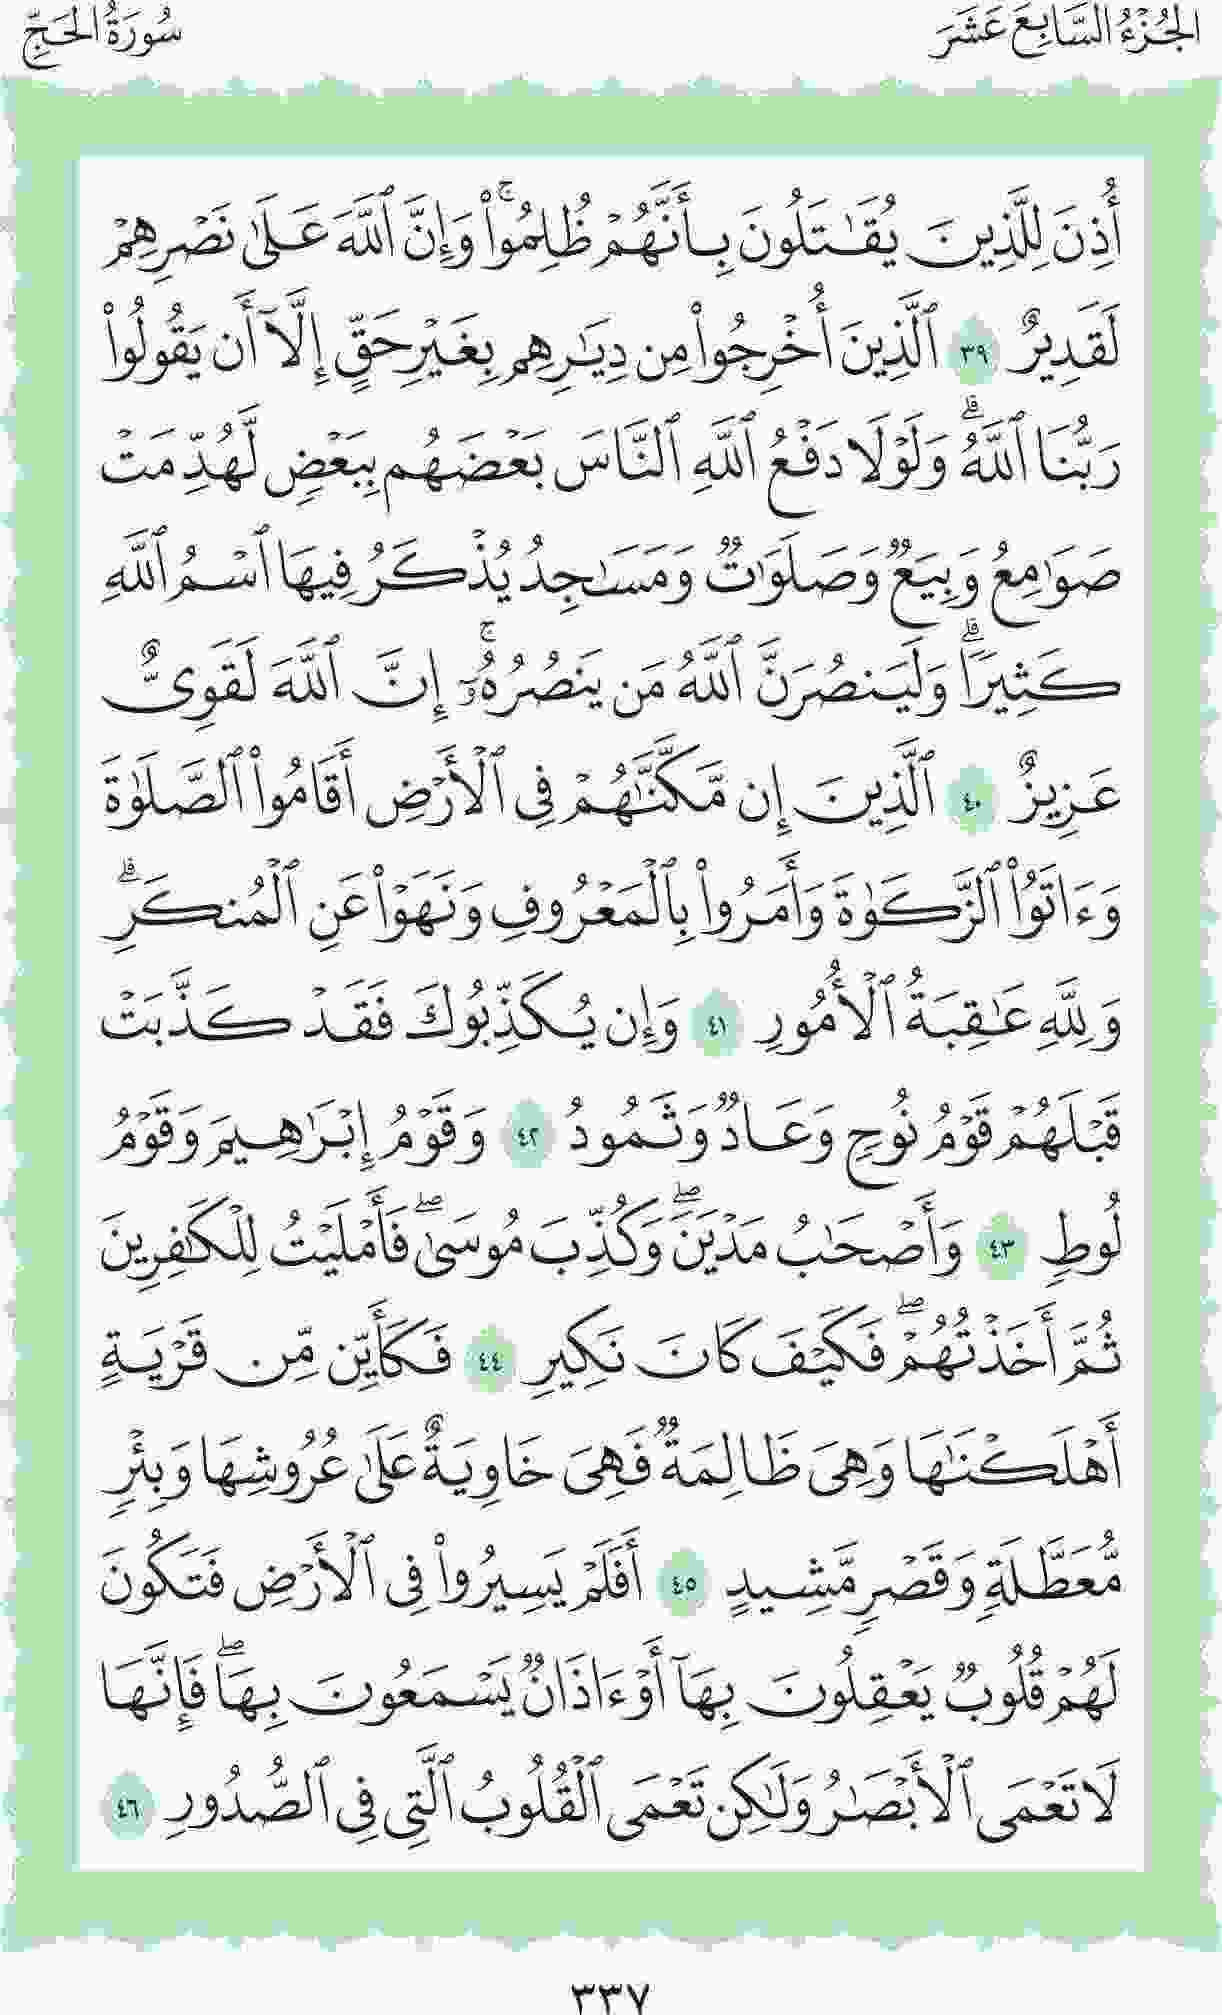 الجُزْءُ السَّابِعَ عَشَرَ
سُورَةُ الحَجِّ
أُذِنَ لِلَّذِينَ يُقَٰتَلُونَ بِأَنَّهُمْ ظُلِمُوا۟ ۚ وَإِنَّ ٱللَّهَ عَلَىٰ نَصْرِهِمْ
لَقَدِيرٌ ٣٩ ٱلَّذِينَ أُخْرِجُوا۟ مِن دِيَٰرِهِم بِغَيْرِ حَقٍّ إِلَّآ أَن يَقُولُوا۟
رَبُّنَا ٱللَّهُ ۗ وَلَوْلَا دَفْعُ ٱللَّهِ ٱلنَّاسَ بَعْضَهُم بِبَعْضٍ لَّهُدِّمَتْ
صَوَٰمِعُ وَبِيَعٌ وَصَلَوَٰتٌ وَمَسَٰجِدُ يُذْكَرُ فِيهَا ٱسْمُ ٱللَّهِ
كَثِيرًا ۗ وَلَيَنصُرَنَّ ٱللَّهُ مَن يَنصُرُهُۥٓ ۚ إِنَّ ٱللَّهَ لَقَوِىٌّ
عَزِيزٌ ٤٠ ٱلَّذِينَ إِن مَّكَّنَّٰهُمْ فِى ٱلْأَرْضِ أَقَامُوا۟ ٱلصَّلَوٰةَ
وَءَاتَوُا۟ ٱلزَّكَوٰةَ وَأَمَرُوا۟ بِٱلْمَعْرُوفِ وَنَهَوْا۟ عَنِ ٱلْمُنكَرِ ۗ
وَلِلَّهِ عَٰقِبَةُ ٱلْأُمُورِ ٤١ وَإِن يُكَذِّبُوكَ فَقَدْ كَذَّبَتْ
قَبْلَهُمْ قَوْمُ نُوحٍ وَعَادٌ وَثَمُودُ ٤٢ وَقَوْمُ إِبْرَٰهِيمَ وَقَوْمُ
لُوطٍ ٤٣ وَأَصْحَٰبُ مَدْيَنَ ۖ وَكُذِّبَ مُوسَىٰ ۖ فَأَمْلَيْتُ لِلْكَٰفِرِينَ
ثُمَّ أَخَذْتُهُمْ ۖ فَكَيْفَ كَانَ نَكِيرِ ٤٤ فَكَأَيِّن مِّن قَرْيَةٍ
أَهْلَكْنَٰهَا وَهِىَ ظَالِمَةٌ فَهِىَ خَاوِيَةٌ عَلَىٰ عُرُوشِهَا وَبِئْرٍ
مُّعَطَّلَةٍ وَقَصْرٍ مَّشِيدٍ ٤٥ أَفَلَمْ يَسِيرُوا۟ فِى ٱلْأَرْضِ فَتَكُونَ
لَهُمْ قُلُوبٌ يَعْقِلُونَ بِهَآ أَوْ ءَاذَانٌ يَسْمَعُونَ بِهَا ۖ فَإِنَّهَا
لَا تَعْمَى ٱلْأَبْصَٰرُ وَلَٰكِن تَعْمَى ٱلْقُلُوبُ ٱلَّتِى فِى ٱلصُّدُورِ ٤٦
٣٣٧